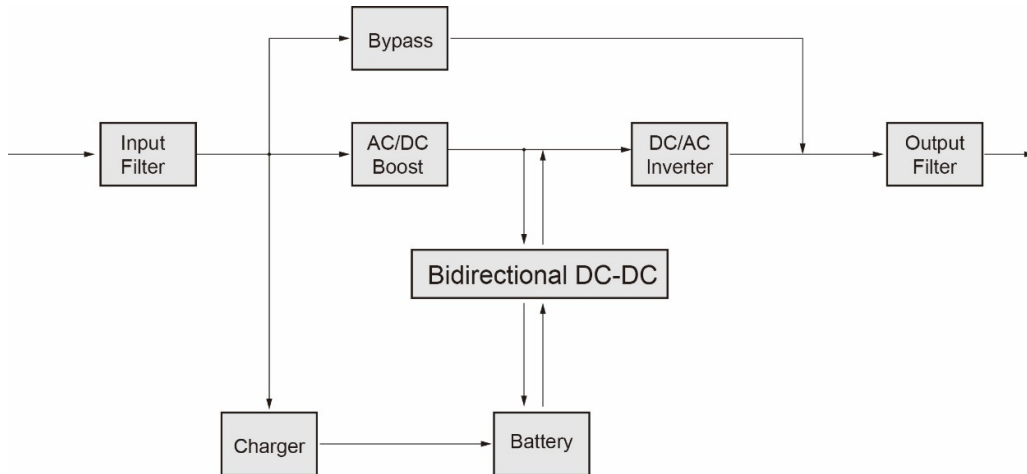 Bypass
Input
Filter
AC/DC
Boost
DC/AC
Inverter
Output
Filter
Bidirectional DC-DC
Charger
Battery